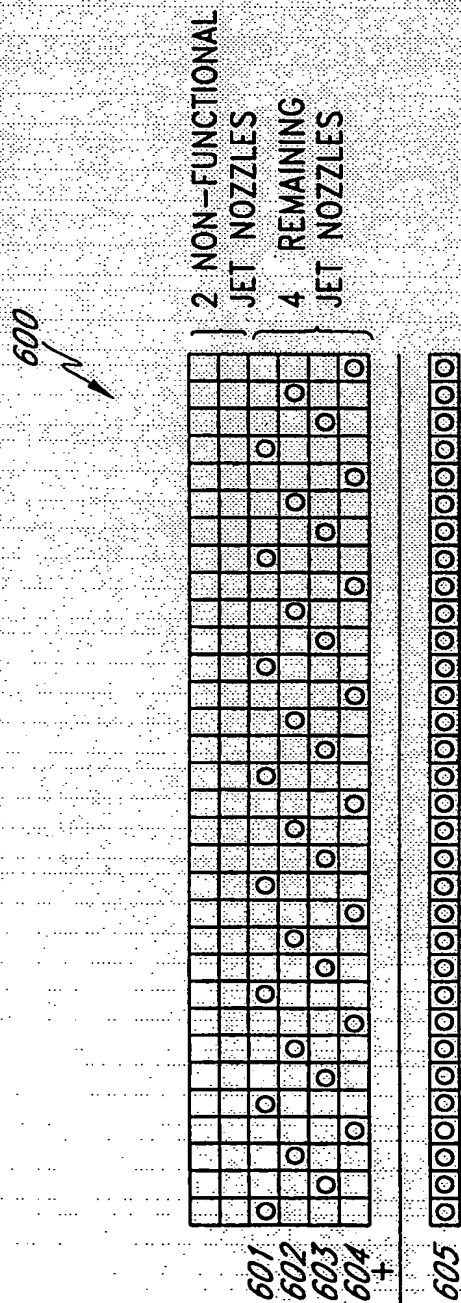 600
2 NON-FUNCTIONAL
JET NOZZLES
4 REMAINING
JET NOZZLES
601
602
603
604
+
605